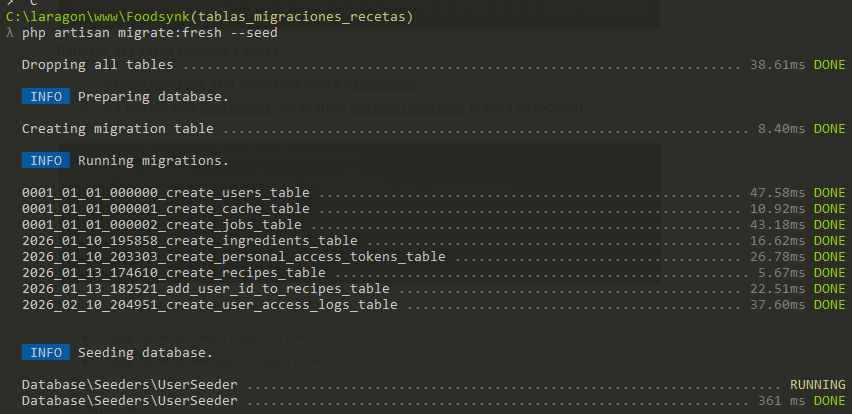 C:\laragon\www\Foodsynk(tablas_migraciones_recetas)
λ php artisan migrate:fresh --seed
Dropping all tables .................................................................... 38.61ms DONE
INFO Preparing database.
Creating migration table ................................................................ 8.40ms DONE
INFO Running migrations.
0001_01_01_000000_create_users_table .................................................... 47.58ms DONE
0001_01_01_000001_create_cache_table .................................................... 10.92ms DONE
0001_01_01_000002_create_jobs_table ..................................................... 43.18ms DONE
2026_01_10_195858_create_ingredients_table .............................................. 16.62ms DONE
2026_01_10_203303_create_personal_access_tokens_table ................................... 26.78ms DONE
2026_01_13_174610_create_recipes_table ................................................... 5.67ms DONE
2026_01_13_182521_add_user_id_to_recipes_table .......................................... 22.51ms DONE
2026_02_10_204951_create_user_access_logs_table ......................................... 37.60ms DONE
INFO Seeding database.
Database\Seeders\UserSeeder ................................................................ RUNNING
Database\Seeders\UserSeeder ............................................................. 361 ms DONE